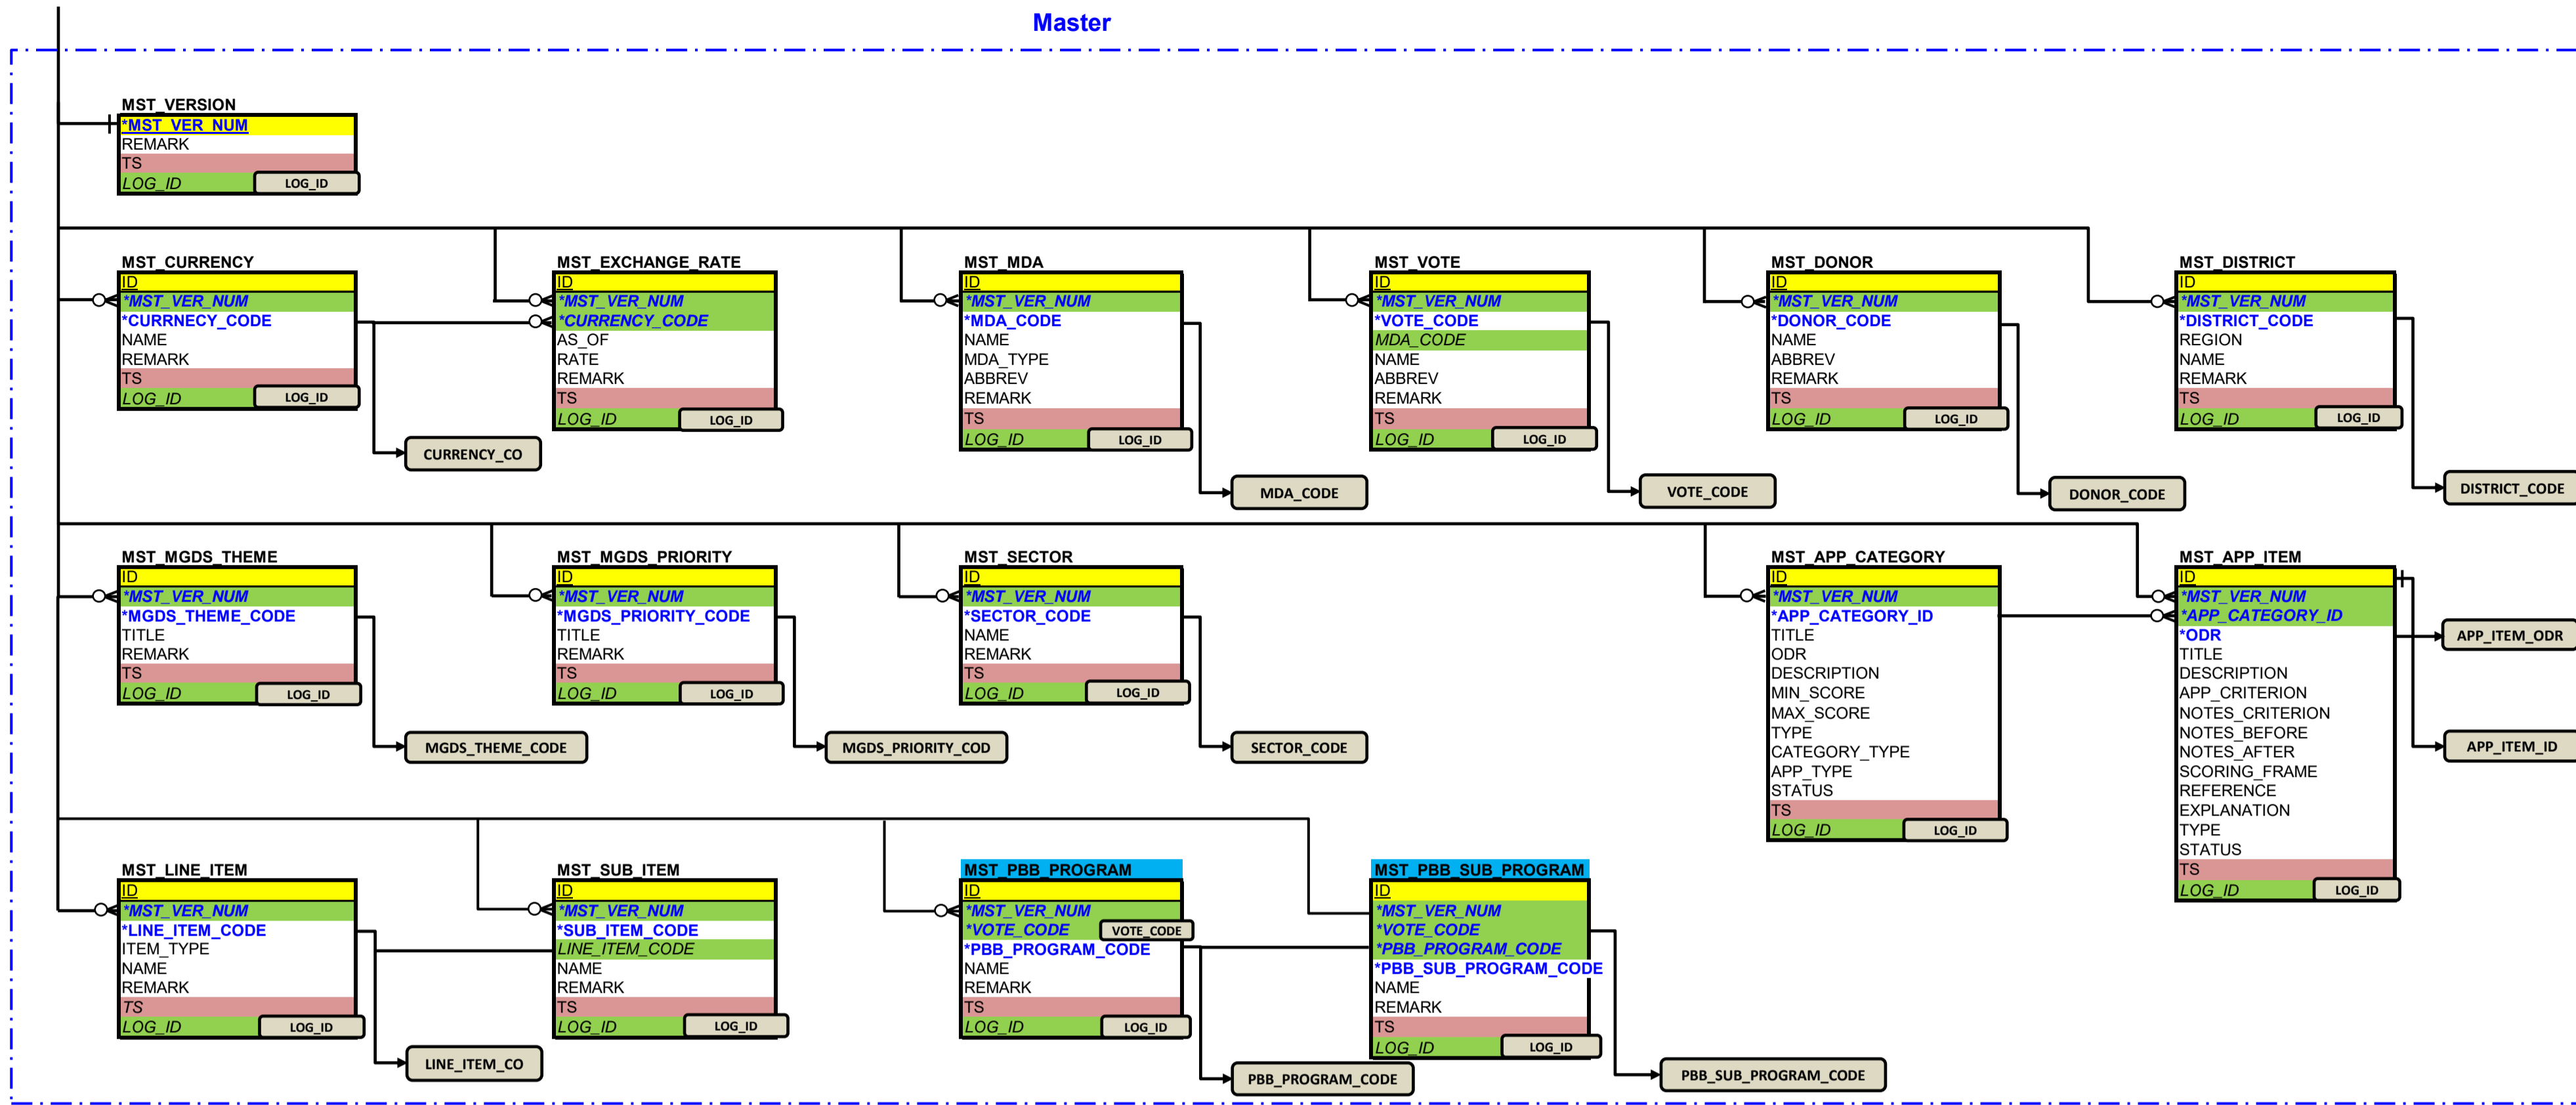 Master
MST_VERSION
*MST_VER_NUM
REMARK
TS
LOG_ID
LOG_ID
MST_CURRENCY
ID
*MST_VER_NUM
*CURRNECY_CODE
NAME
REMARK
TS
LOG_ID
LOG_ID
CURRENCY_CO
MST_EXCHANGE_RATE
ID
*MST_VER_NUM
*CURRENCY_CODE
AS_OF
RATE
REMARK
TS
LOG_ID
LOG_ID
MST_MDA
ID
*MST_VER_NUM
*MDA_CODE
NAME
MDA_TYPE
ABBREV
REMARK
TS
LOG_ID
LOG_ID
MDA_CODE
MST_VOTE
ID
*MST_VER_NUM
*VOTE_CODE
MDA_CODE
NAME
ABBREV
REMARK
TS
LOG_ID
LOG_ID
VOTE_CODE
MST_DONOR
ID
*MST_VER_NUM
*DONOR_CODE
NAME
ABBREV
REMARK
TS
LOG_ID
LOG_ID
DONOR_CODE
MST_DISTRICT
ID
*MST_VER_NUM
*DISTRICT_CODE
REGION
NAME
REMARK
TS
LOG_ID
LOG_ID
DISTRICT_CODE
MST_MGDS_THEME
ID
*MST_VER_NUM
*MGDS_THEME_CODE
TITLE
REMARK
TS
LOG_ID
LOG_ID
MGDS_THEME_CODE
MST_MGDS_PRIORITY
ID
*MST_VER_NUM
*MGDS_PRIORITY_CODE
TITLE
REMARK
TS
LOG_ID
LOG_ID
MGDS_PRIORITY_COD
MST_SECTOR
ID
*MST_VER_NUM
*SECTOR_CODE
NAME
REMARK
TS
LOG_ID
LOG_ID
SECTOR_CODE
MST_APP_CATEGORY
ID
*MST_VER_NUM
*APP_CATEGORY_ID
TITLE
ODR
DESCRIPTION
MIN_SCORE
MAX_SCORE
TYPE
CATEGORY_TYPE
APP_TYPE
STATUS
TS
LOG_ID
LOG_ID
MST_APP_ITEM
ID
*MST_VER_NUM
*APP_CATEGORY_ID
*ODR
TITLE
DESCRIPTION
APP_CRITERION
NOTES_CRITERION
NOTES_BEFORE
NOTES_AFTER
SCORING_FRAME
REFERENCE
EXPLANATION
TYPE
STATUS
TS
LOG_ID
LOG_ID
APP_ITEM_ODR
APP_ITEM_ID
MST_LINE_ITEM
ID
*MST_VER_NUM
*LINE_ITEM_CODE
ITEM_TYPE
NAME
REMARK
TS
LOG_ID
LOG_ID
LINE_ITEM_CO
MST_SUB_ITEM
ID
*MST_VER_NUM
*SUB_ITEM_CODE
LINE_ITEM_CODE
NAME
REMARK
TS
LOG_ID
LOG_ID
MST_PBB_PROGRAM
ID
*MST_VER_NUM
*VOTE_CODE
VOTE_CODE
*PBB_PROGRAM_CODE
NAME
REMARK
TS
LOG_ID
LOG_ID
PBB_PROGRAM_CODE
MST_PBB_SUB_PROGRAM
ID
*MST_VER_NUM
*VOTE_CODE
*PBB_PROGRAM_CODE
*PBB_SUB_PROGRAM_CODE
NAME
REMARK
TS
LOG_ID
LOG_ID
PBB_SUB_PROGRAM_CODE